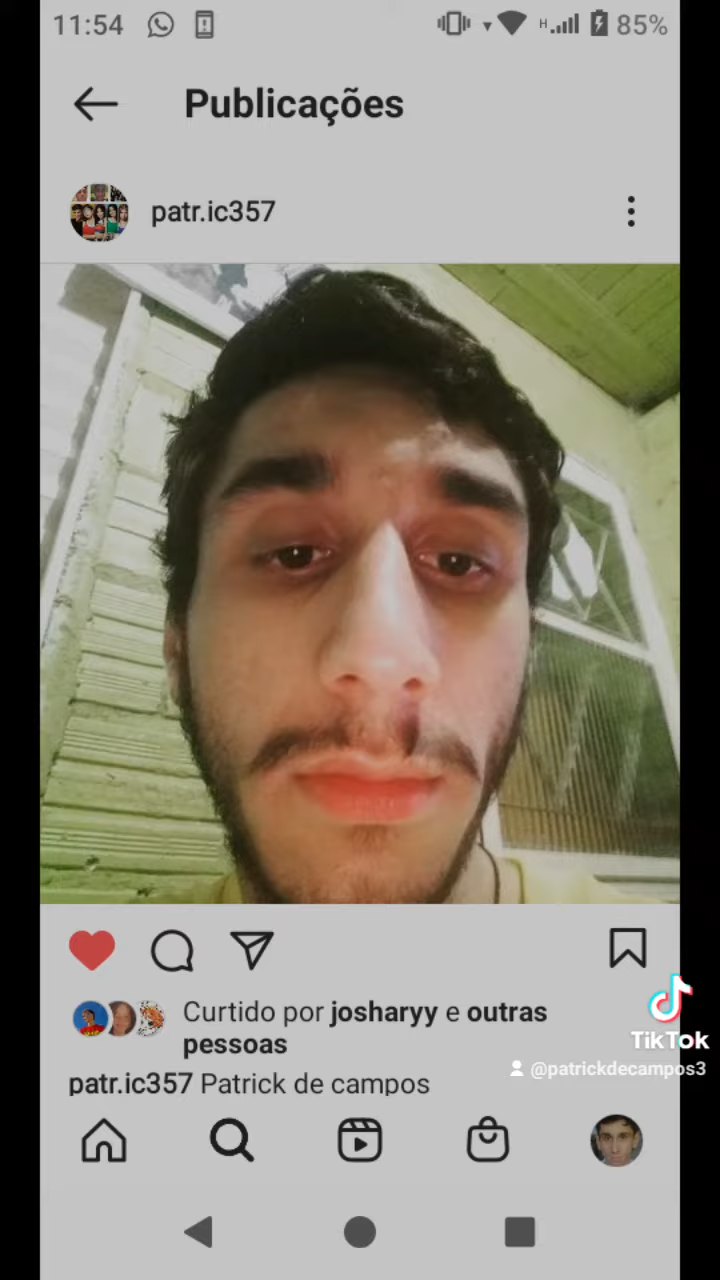 11:54 H 85%
Publicações
patr.ic357
Curtido por josharyy e outras
pessoas
TikTok
@patrickdecampos3
patr.ic357 Patrick de campos